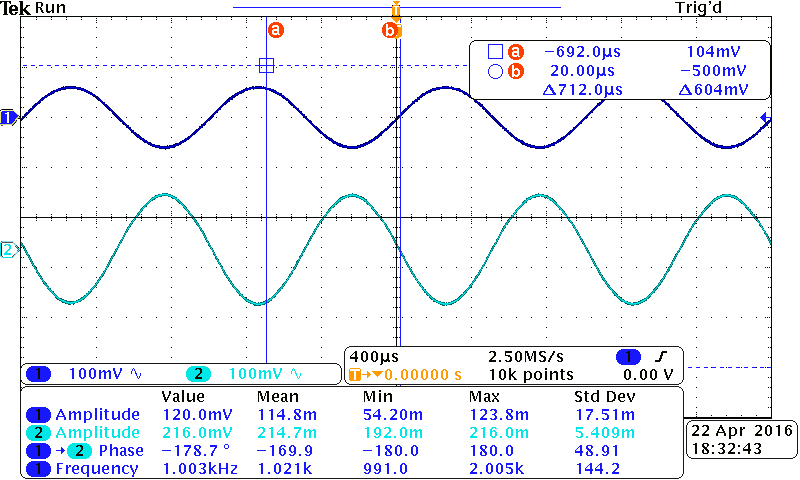 Tek Run Trig'd
T
a b
a −692.0µs 104mV
b 20.00µs −500mV
Δ712.0µs Δ604mV
1
2
1 100mV 2 100mV
400µs 2.50MS/s 1
T 0.00000 s 10k points 0.00 V
Value Mean Min Max Std Dev
1 Amplitude 120.0mV 114.8m 54.20m 123.8m 17.51m
2 Amplitude 216.0mV 214.7m 192.0m 216.0m 5.409m
1 → 2 Phase −178.7 ° −169.9 −180.0 180.0 48.91
1 Frequency 1.003kHz 1.021k 991.0 2.005k 144.2
22 Apr 2016
18:32:43